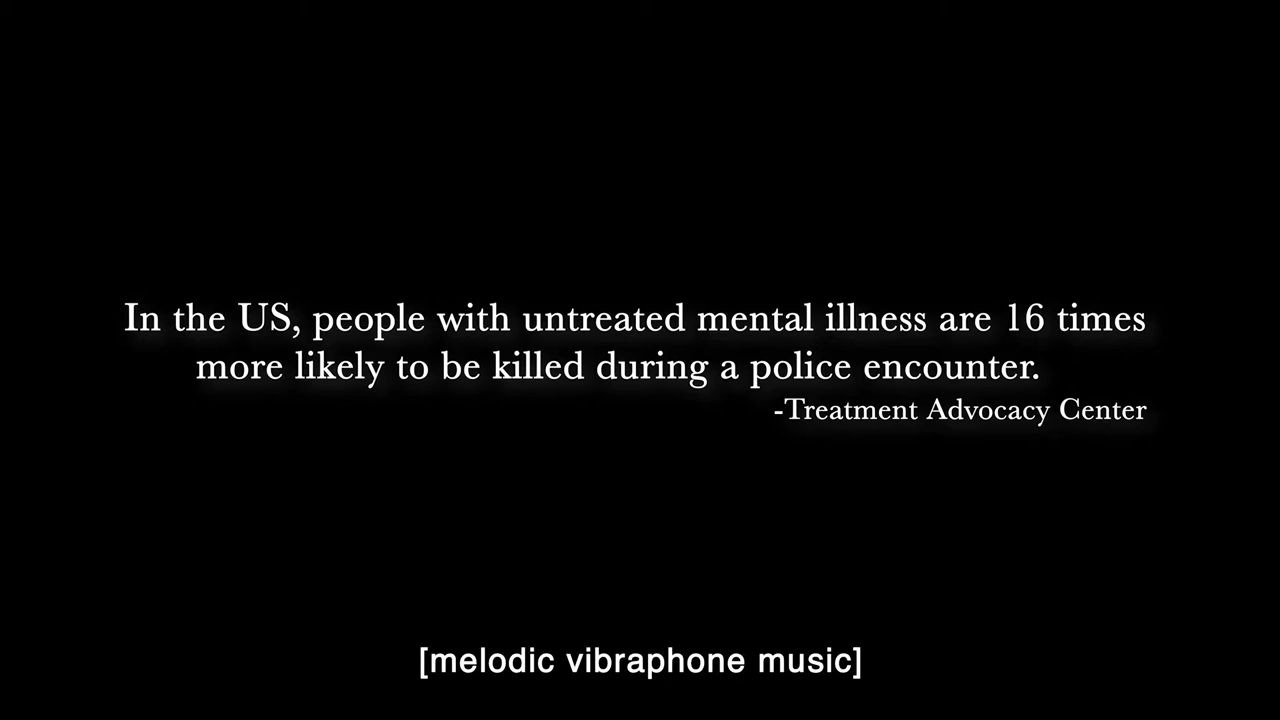 In the US, people with untreated mental illness are 16 times
more likely to be killed during a police encounter.
-Treatment Advocacy Center
[melodic vibraphone music]